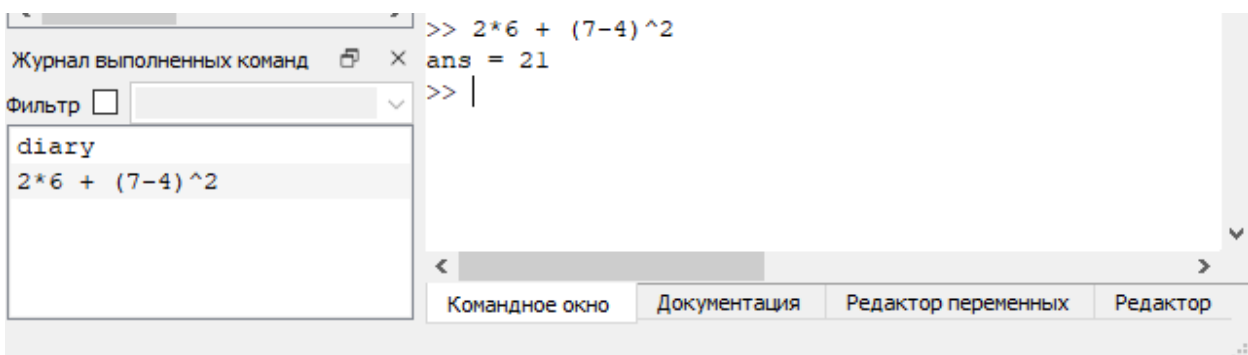 Журнал выполненных команд
Фильтр
diary
2*6 + (7-4)^2
>> 2*6 + (7-4)^2
ans = 21
>>
Командное окно Документация Редактор переменных Редактор